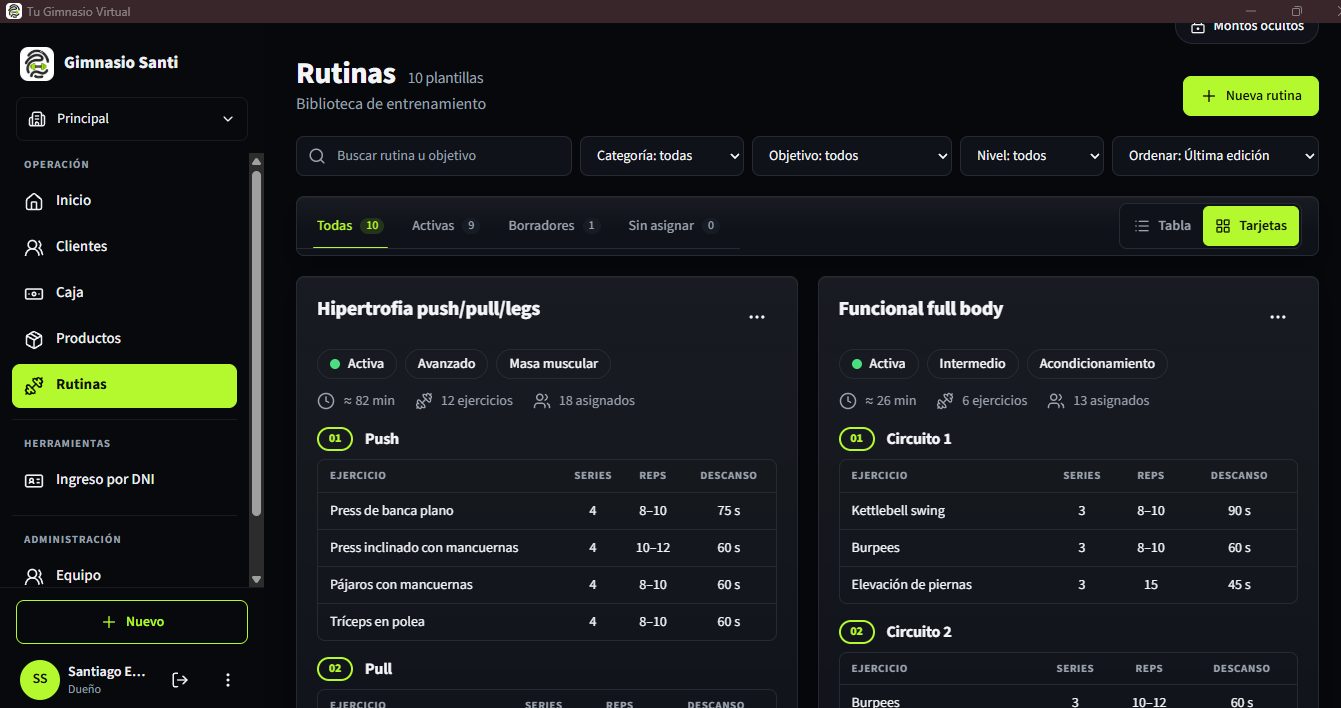 Tu Gimnasio Virtual
Gimnasio Santi
Principal
OPERACIÓN
Inicio
Clientes
Caja
Productos
Rutinas
HERRAMIENTAS
Ingreso por DNI
ADMINISTRACIÓN
Equipo
+ Nuevo
SS
Santiago E...
Dueño
Montos ocultos
Rutinas 10 plantillas
Biblioteca de entrenamiento
+ Nueva rutina
Buscar rutina u objetivo
Categoría: todas
Objetivo: todos
Nivel: todos
Ordenar: Última edición
Todas 10 Activas 9 Borradores 1 Sin asignar 0
Tabla Tarjetas
Hipertrofia push/pull/legs
Activa Avanzado Masa muscular
≈ 82 min 12 ejercicios 18 asignados
01 Push
EJERCICIO SERIES REPS DESCANSO
Press de banca plano 4 8–10 75 s
Press inclinado con mancuernas 4 10–12 60 s
Pájaros con mancuernas 4 8–10 60 s
Tríceps en polea 4 8–10 60 s
02 Pull
EJERCICIO SERIES REPS DESCANSO
Funcional full body
Activa Intermedio Acondicionamiento
≈ 26 min 6 ejercicios 13 asignados
01 Circuito 1
EJERCICIO SERIES REPS DESCANSO
Kettlebell swing 3 8–10 90 s
Burpees 3 8–10 60 s
Elevación de piernas 3 15 45 s
02 Circuito 2
EJERCICIO SERIES REPS DESCANSO
Burpees 3 10–12 60 s